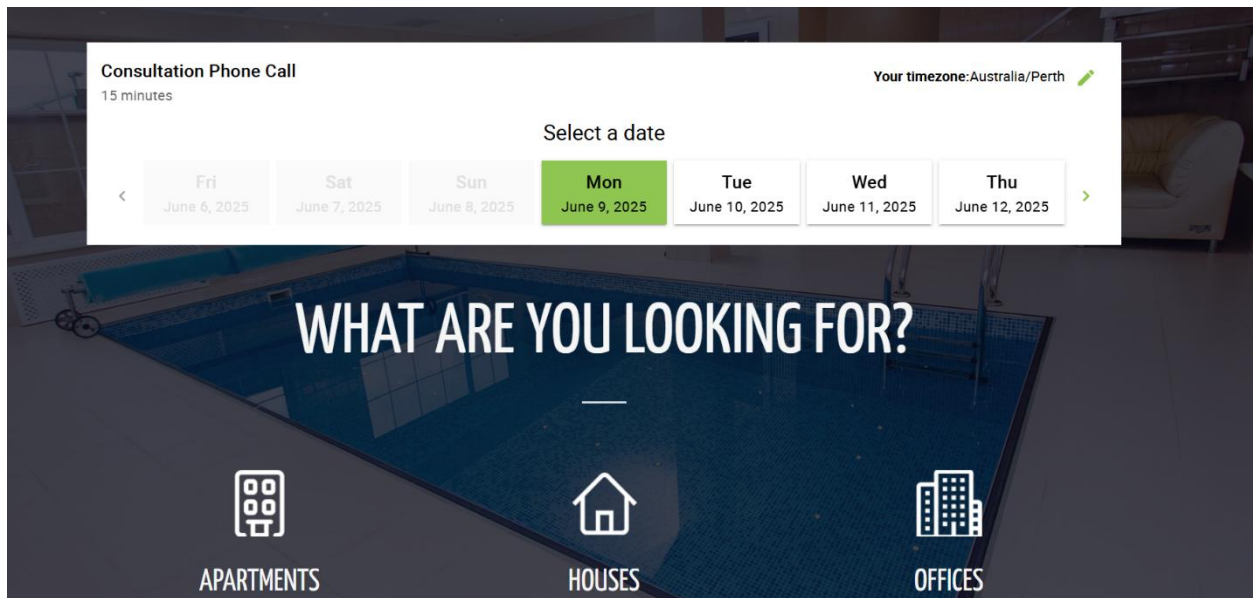 Consultation Phone Call
15 minutes
Your timezone:Australia/Perth
Select a date
Fri
June 6, 2025
Sat
June 7, 2025
Sun
June 8, 2025
Mon
June 9, 2025
Tue
June 10, 2025
Wed
June 11, 2025
Thu
June 12, 2025
WHAT ARE YOU LOOKING FOR?
APARTMENTS
HOUSES
OFFICES